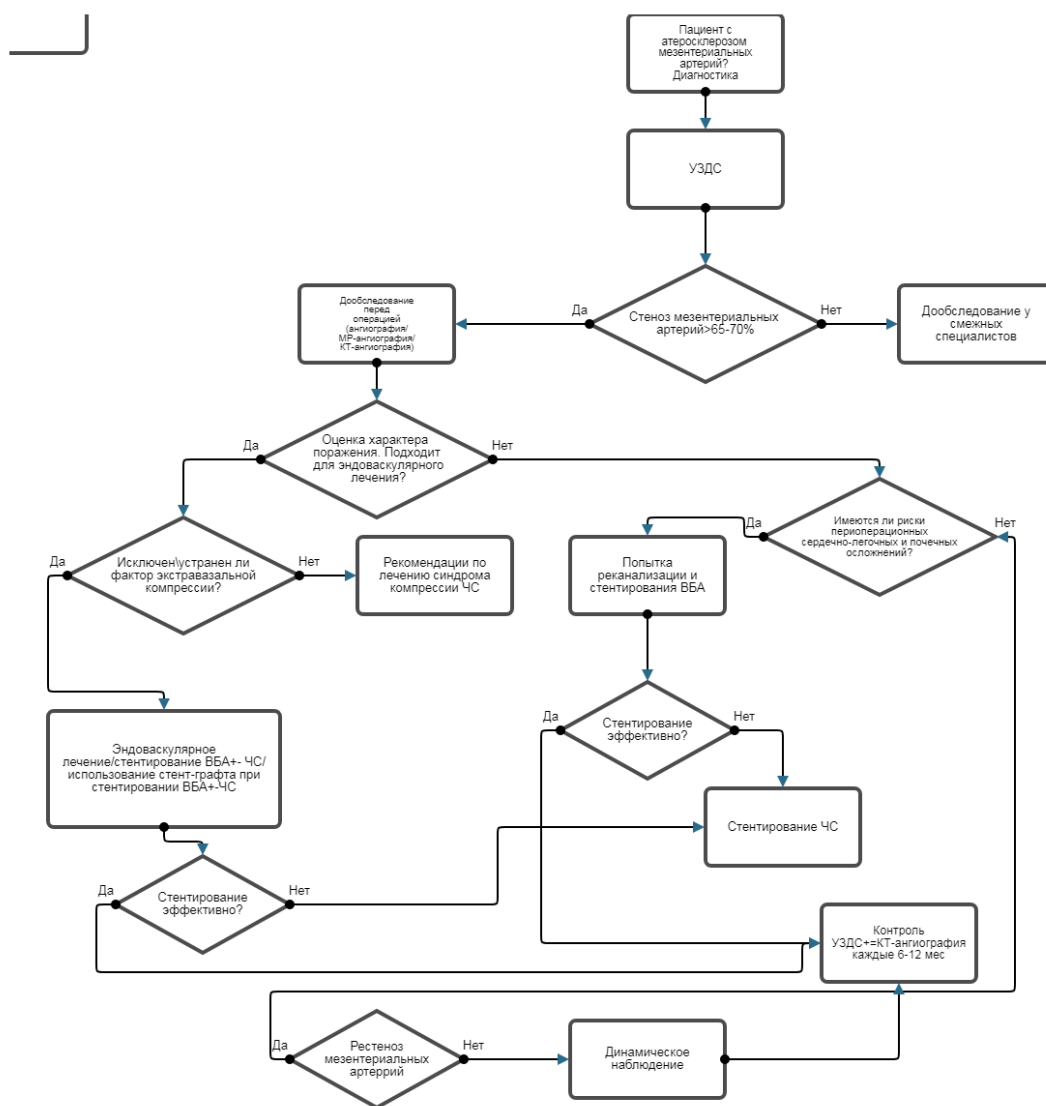 Пациент с
атеросклерозом
мезентериальных
артерий?
Диагностика
УЗДС
Стеноз мезентериальных
артерий>65-70%
Да
Нет
Дообследование
перед
операцией
(ангиография/
МР-ангиография/
КТ-ангиография)
Дообследование у
смежных
специалистов
Оценка характера
поражения. Подходит
для эндоваскулярного
лечения?
Да
Нет
Имеются ли риски
периоперационных
сердечно-легочных и почечных
осложнений?
Да
Нет
Исключен\устранен ли
фактор экстравазальной
компрессии?
Да
Нет
Рекомендации по
лечению синдрома
компрессии ЧС
Попытка
реканализации и
стентирования ВБА
Эндоваскулярное
лечение/стентирование ВБА+- ЧС/
использование стент-графта при
стентировании ВБА+-ЧС
Стентирование
эффективно?
Да
Нет
Стентирование ЧС
Стентирование
эффективно?
Да
Нет
Контроль
УЗДС+=КТ-ангиография
каждые 6-12 мес
Рестеноз
мезентериальных
артеррий
Да
Нет
Динамическое
наблюдение